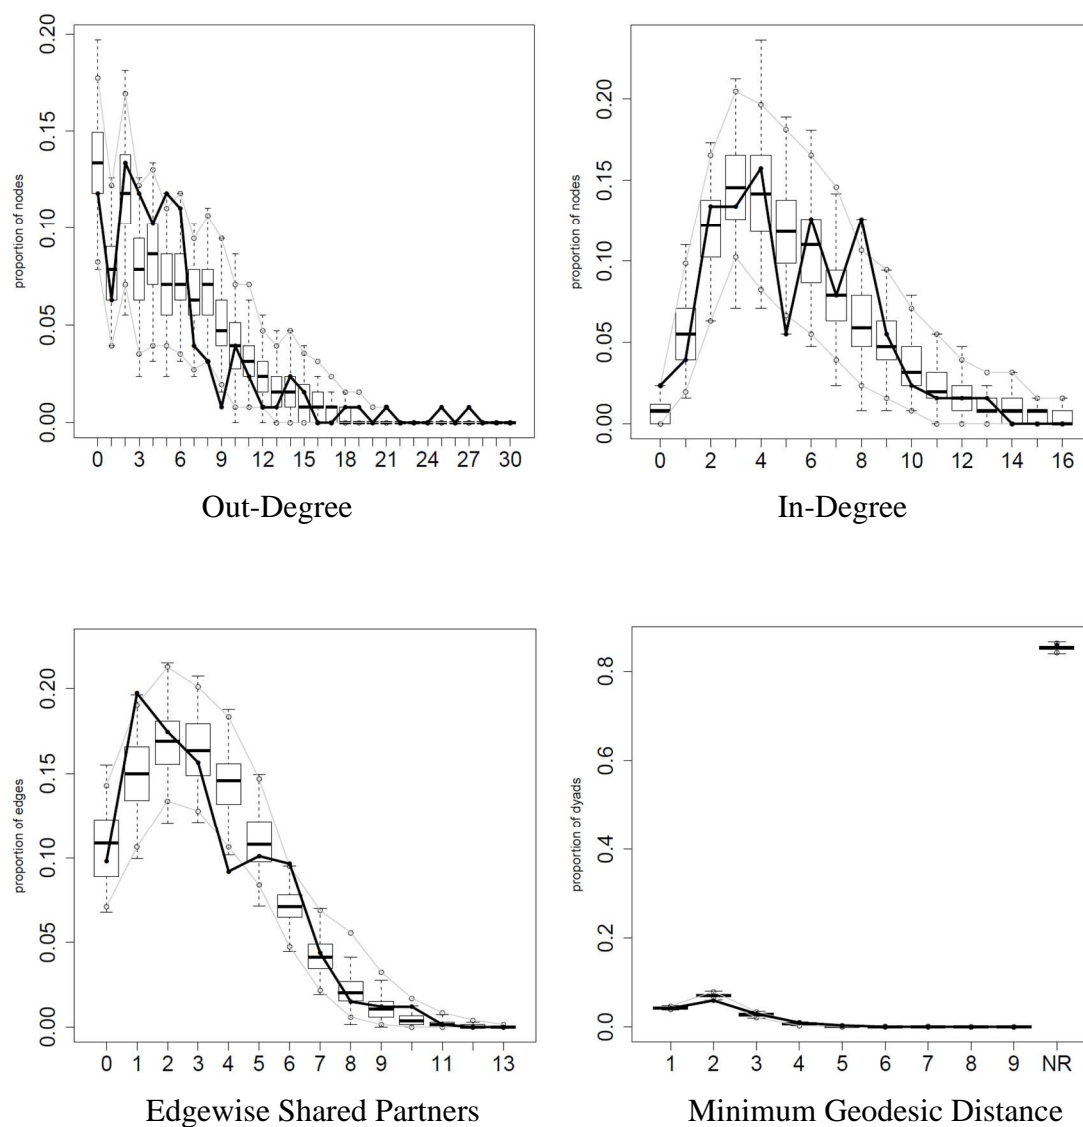 0.20
0.15
0.10
0.05
0.00
proportion of nodes
0 3 6 9 12 15 18 21 24 27 30
Out-Degree
0.20
0.15
0.10
0.05
0.00
proportion of nodes
0 2 4 6 8 10 12 14 16
In-Degree
0.20
0.15
0.10
0.05
0.00
proportion of edges
0 1 2 3 4 5 6 7 8 9 11 13
Edgewise Shared Partners
0.8
0.6
0.4
0.2
0.0
proportion of dyads
1 2 3 4 5 6 7 8 9 NR
Minimum Geodesic Distance